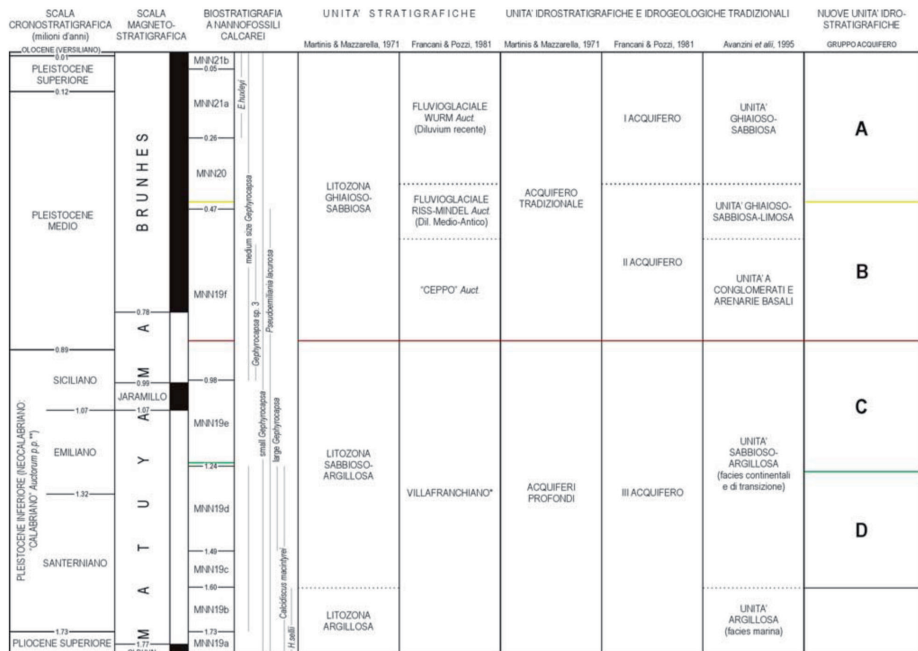 SCALA
CRONOSTRATIGRAFICA
(milioni d'anni)
SCALA
MAGNETO-
STRATIGRAFICA
BIOSTRATIGRAFIA
A NANNOFOSSILI
CALCAREI
UNITA' STRATIGRAFICHE
UNITA' IDROSTRATIGRAFICHE E IDROGEOLOGICHE TRADIZIONALI
NUOVE UNITA' IDRO-
STRATIGRAFICHE
Martinis & Mazzarella, 1971
Francani & Pozzi, 1981
Martinis & Mazzarella, 1971
Francani & Pozzi, 1981
Avanzini et alii, 1995
GRUPPO ACQUIFERO
OLOCENE (VERSILIANO)
0.01
PLEISTOCENE
SUPERIORE
0.12
PLEISTOCENE
MEDIO
0.89
PLEISTOCENE INFERIORE (NEOCALABRIANO:
"CALABRIANO" Auctorum p.p. **)
SICILIANO
1.07
EMILIANO
1.32
SANTERNIANO
1.73
PLIOCENE SUPERIORE
BRUNHES
0.78
MATUYAMA
0.99
JARAMILLO
1.07
1.77
MNN21b
0.05
MNN21a
0.26
MNN20
0.47
MNN19f
0.98
MNN19e
1.24
MNN19d
1.49
MNN19c
1.60
MNN19b
1.73
MNN19a
E huxleyi
medium size Gephyrocapsa
Gephyrocapsa sp. 3
Pseudoemiliania lacunosa
small Gephyrocapsa
large Gephyrocapsa
Calcidiscus macintyrei
H. sellii
LITOZONA
GHIAIOSO-
SABBIOSA
LITOZONA
SABBIOSO-
ARGILLOSA
LITOZONA
ARGILLOSA
FLUVIOGLACIALE
WURM Auct.
(Diluvium recente)
FLUVIOGLACIALE
RISS-MINDEL Auct.
(Dil. Medio-Antico)
"CEPPO" Auct.
VILLAFRANCHIANO*
ACQUIFERO
TRADIZIONALE
ACQUIFERI
PROFONDI
I ACQUIFERO
II ACQUIFERO
III ACQUIFERO
UNITA'
GHIAIOSO-
SABBIOSA
UNITA' GHIAIOSO-
SABBIOSA-LIMOSA
UNITA' A
CONGLOMERATI E
ARENARIE BASALI
UNITA'
SABBIOSO-
ARGILLOSA
(facies continentali
e di transizione)
UNITA'
ARGILLOSA
(facies marina)
A
B
C
D